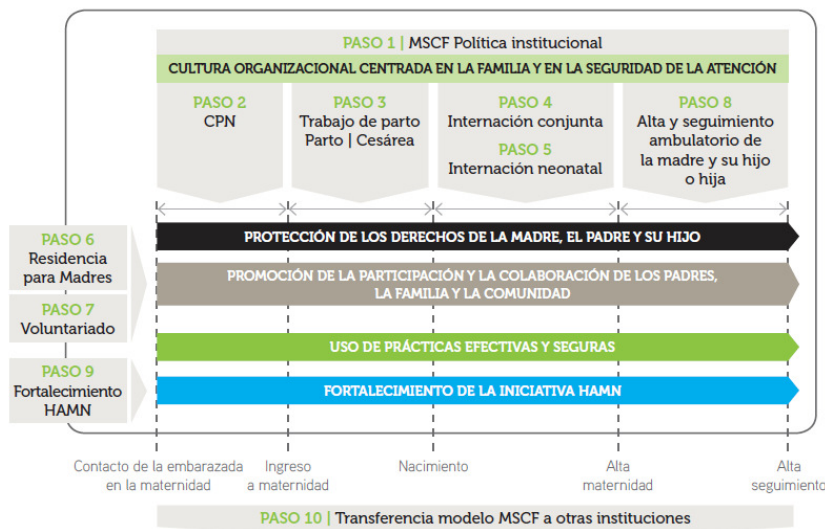 PASO 1 | MSCF Política institucional
CULTURA ORGANIZACIONAL CENTRADA EN LA FAMILIA Y EN LA SEGURIDAD DE LA ATENCIÓN
PASO 2
CPN
PASO 3
Trabajo de parto
Parto | Cesárea
PASO 4
Internación conjunta
PASO 5
Internación neonatal
PASO 8
Alta y seguimiento
ambulatorio de
la madre y su hijo
o hija
PASO 6
Residencia
para Madres
PASO 7
Voluntariado
PASO 9
Fortalecimiento
HAMN
PROTECCIÓN DE LOS DERECHOS DE LA MADRE, EL PADRE Y SU HIJO
PROMOCIÓN DE LA PARTICIPACIÓN Y LA COLABORACIÓN DE LOS PADRES,
LA FAMILIA Y LA COMUNIDAD
USO DE PRÁCTICAS EFECTIVAS Y SEGURAS
FORTALECIMIENTO DE LA INICIATIVA HAMN
Contacto de la embarazada
en la maternidad
Ingreso
a maternidad
Nacimiento
Alta
maternidad
Alta
seguimiento
PASO 10 | Transferencia modelo MSCF a otras instituciones